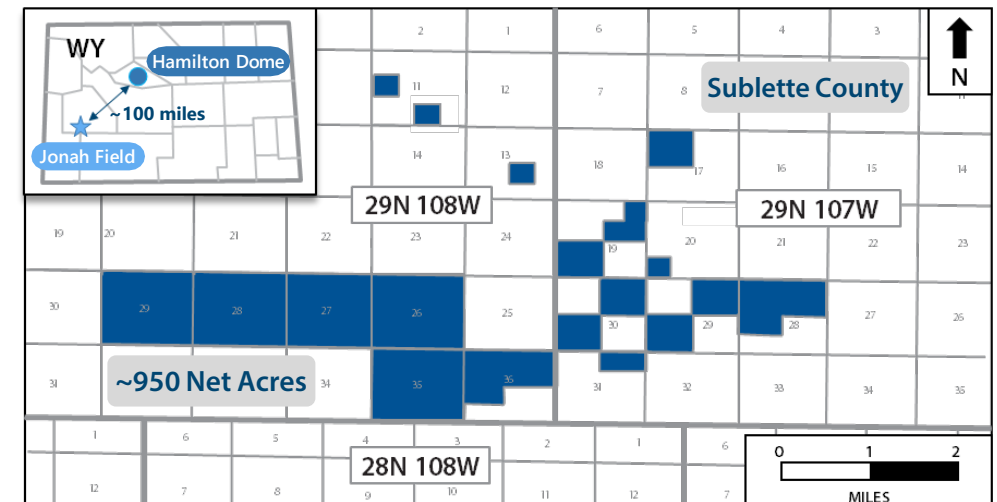 WY
Hamilton Dome
~100 miles
Jonah Field
N
Sublette County
2 1 6 5 4 3
11 12 7 8
14 13 18 17 16 15 14
29N 108W
29N 107W
19 20 21 22 23 24 19 20 21 22 23
30 29 28 27 26 25 30 29 28 27 26
31 34 35 36 31 32 33 34 35
~950 Net Acres
1 6 5 4 3 2 1 6
28N 108W
12 7 8 9 10 11 12 7
0 1 2
MILES